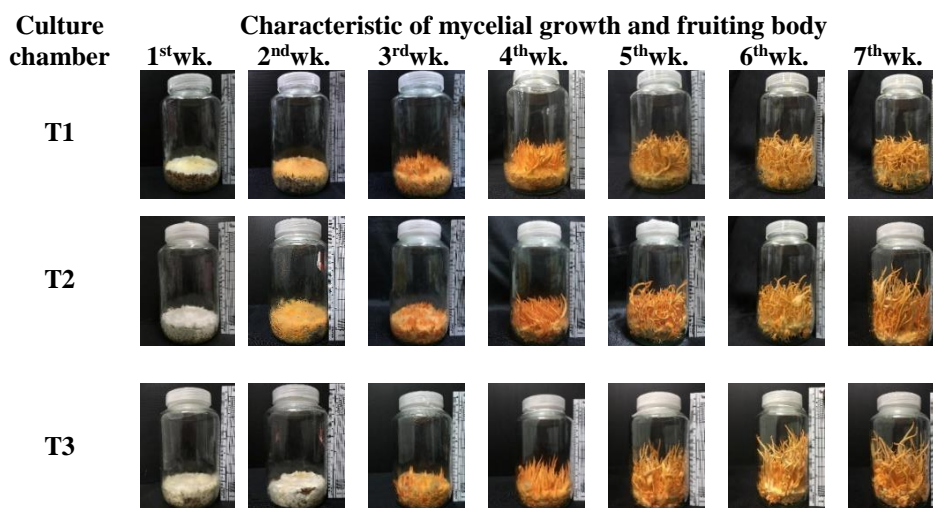 Culture Characteristic of mycelial growth and fruiting body
chamber 1st wk. 2nd wk. 3rd wk. 4th wk. 5th wk. 6th wk. 7th wk.
T1
T2
T3